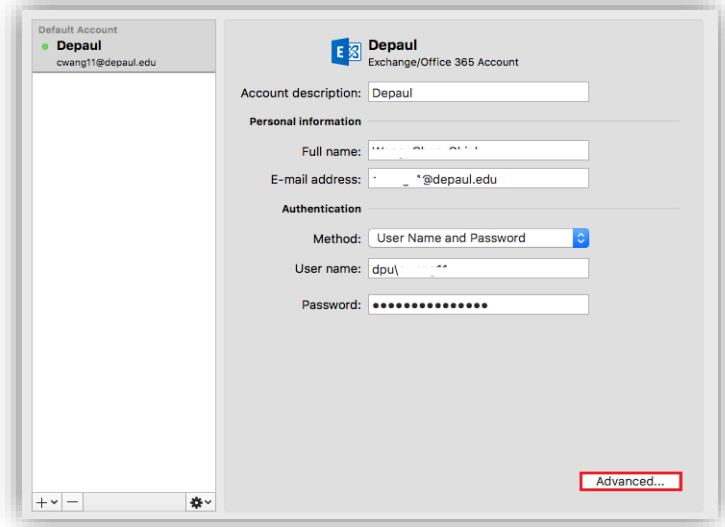 Default Account
Depaul
cwang11@depaul.edu
Depaul
Exchange/Office 365 Account
Account description: Depaul
Personal information
Full name:
E-mail address: @depaul.edu
Authentication
Method: User Name and Password
User name: dpu\
Password: ●●●●●●●●●●●●●●●
Advanced...